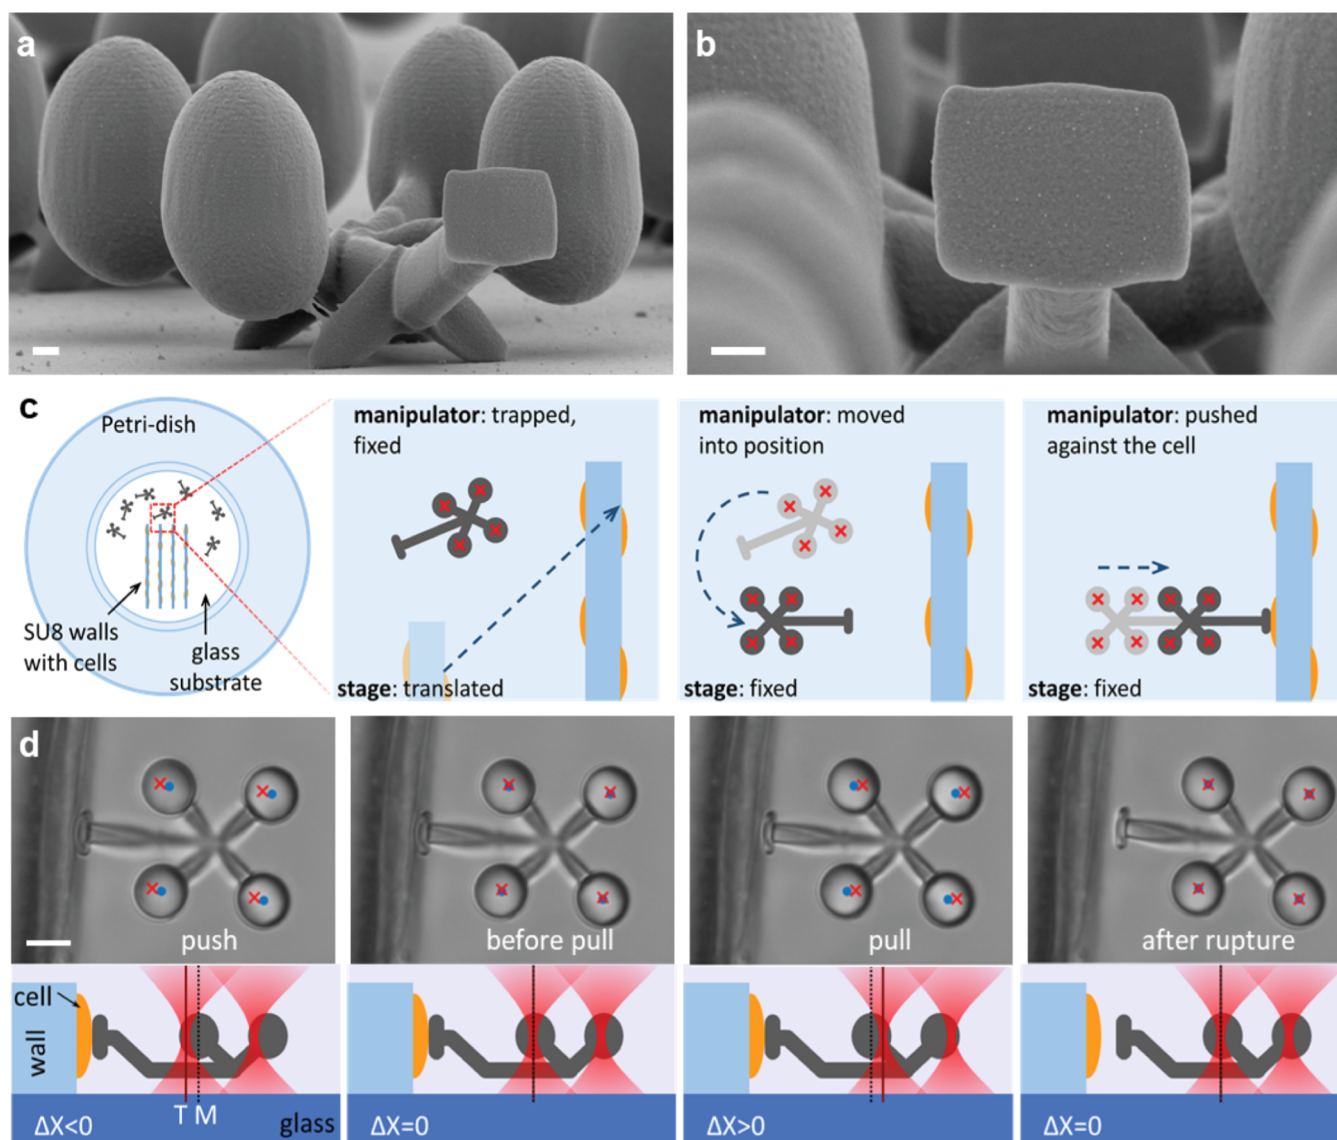 a
b
c
Petri-dish
SU8 walls
with cells
glass
substrate
manipulator: trapped,
fixed
stage: translated
manipulator: moved
into position
stage: fixed
manipulator: pushed
against the cell
stage: fixed
d
push
before pull
pull
after rupture
cell
wall
ΔX<0
T M
glass
ΔX=0
ΔX>0
ΔX=0